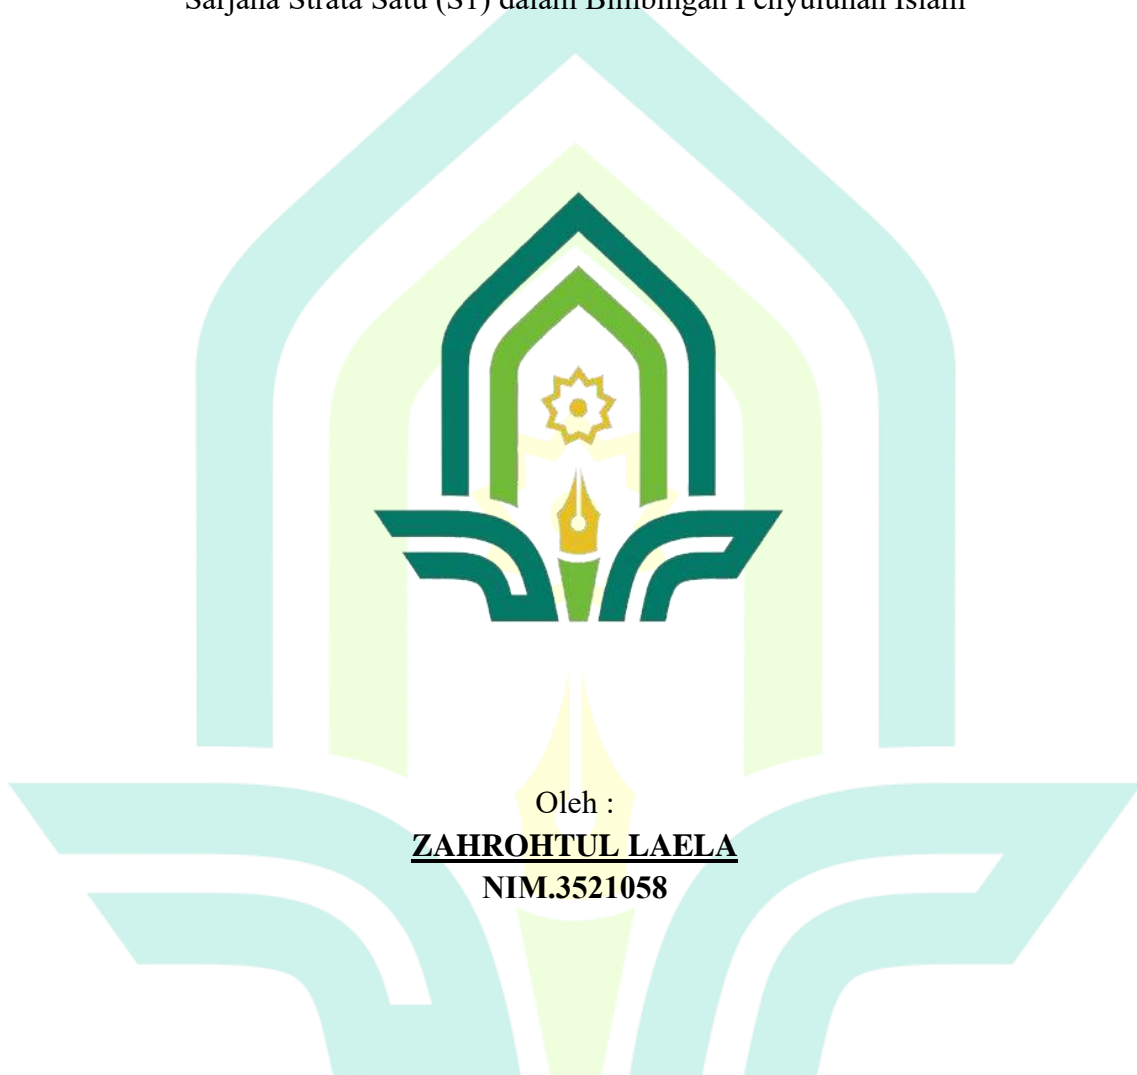 Sarjana Strata Satu (S1) dalam Bimbingan Penyuluhan Islam
Oleh :
ZAHROHTUL LAELA
NIM.3521058